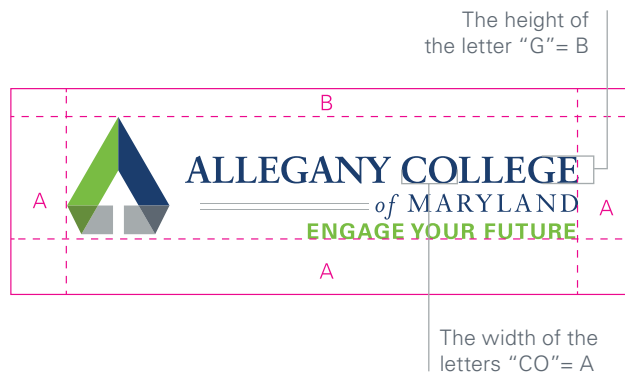 The height of
the letter “G”= B
B
A
ALLEGANY COLLEGE
A
of MARYLAND
ENGAGE YOUR FUTURE
A
The width of the
letters “CO”= A